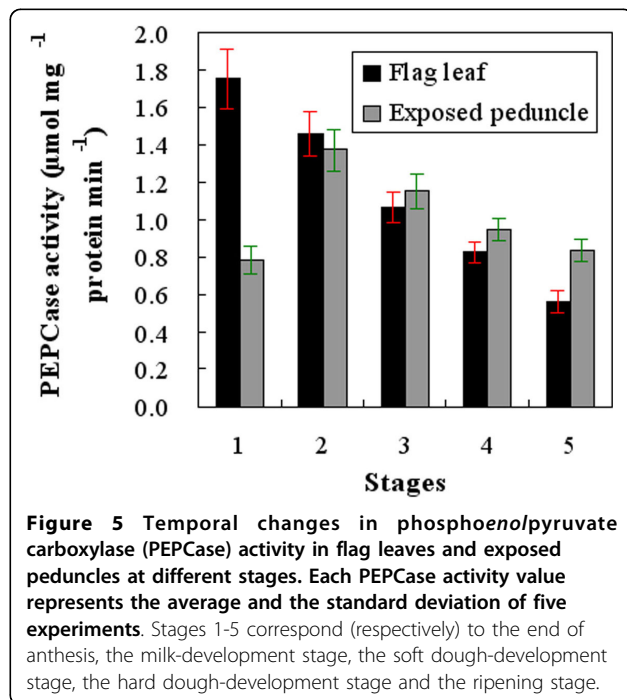 2.0
1.8
1.6
1.4
1.2
1.0
0.8
0.6
0.4
0.2
0.0
PEPCase activity (µmol mg -1
protein min -1)
Flag leaf
Exposed peduncle
1 2 3 4 5
Stages
Figure 5 Temporal changes in phosphoenolpyruvate
carboxylase (PEPCase) activity in flag leaves and exposed
peduncles at different stages. Each PEPCase activity value
represents the average and the standard deviation of five
experiments. Stages 1-5 correspond (respectively) to the end of
anthesis, the milk-development stage, the soft dough-development
stage, the hard dough-development stage and the ripening stage.